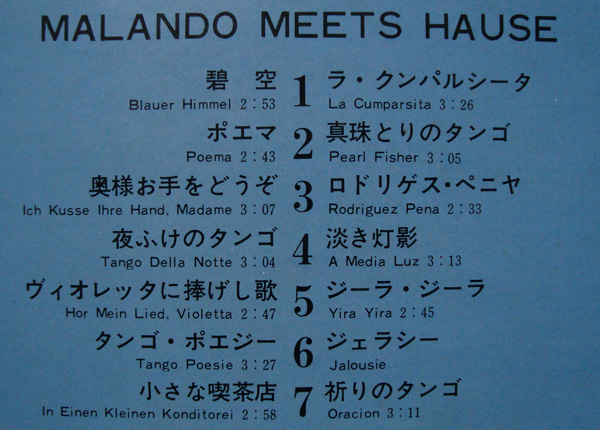 MALANDO MEETS HAUSE
碧空
Blauer Himmel 2:53
1
ラ・クンパルシータ
La Cumparsita 3:26
ポエマ
Poema 2:43
2
真珠とりのタンゴ
Pearl Fisher 3:05
奥様お手をどうぞ
Ich Kusse Ihre Hand, Madame 3:07
3
ロドリゲス・ペニヤ
Rodriguez Pena 2:33
夜ふけのタンゴ
Tango Della Notte 3:04
4
淡き灯影
A Media Luz 3:13
ヴィオレッタに捧げし歌
Hor Mein Lied, Violetta 2:47
5
ジーラ・ジーラ
Yira Yira 2:45
タンゴ・ポエジー
Tango Poesie 3:27
6
ジェラシー
Jalousie
小さな喫茶店
In Einen Kleinen Konditorei 2:58
7
祈りのタンゴ
Oracion 3:11